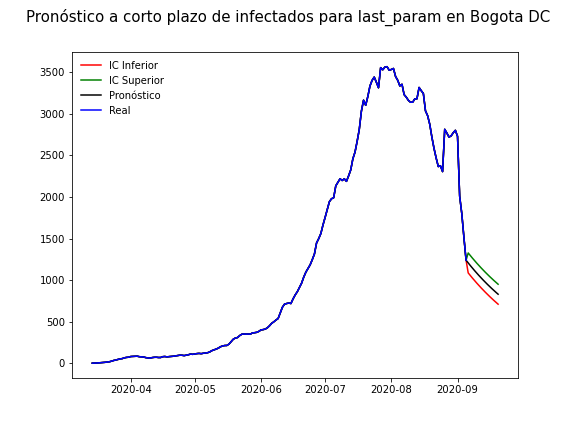 Pronóstico a corto plazo de infectados para last_param en Bogota DC
IC Inferior
IC Superior
Pronóstico
Real
3500
3000
2500
2000
1500
1000
500
0
2020-04 2020-05 2020-06 2020-07 2020-08 2020-09